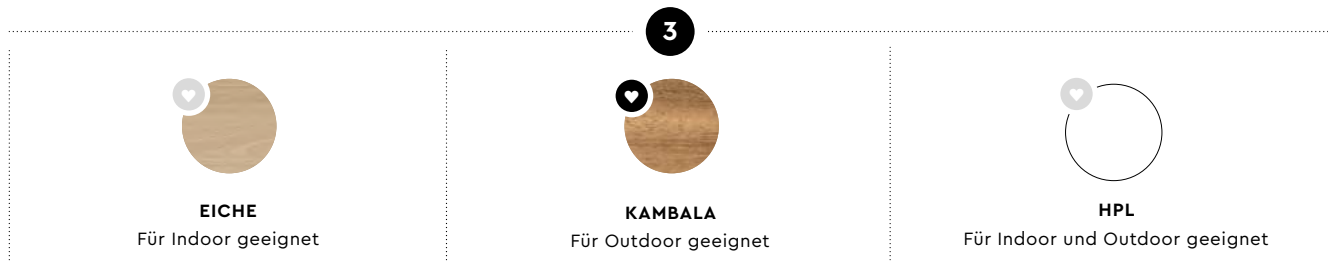 3
EICHE
Für Indoor geeignet
KAMBALA
Für Outdoor geeignet
HPL
Für Indoor und Outdoor geeignet